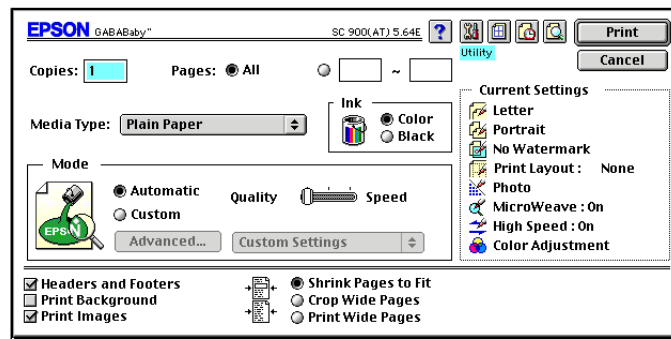 EPSON GABABaby" SC 900(AT) 5.64E ?
Utility
Print
Copies: 1 Pages: All ~
Cancel
Media Type: Plain Paper
Ink
Color
Black
Current Settings
Letter
Portrait
No Watermark
Print Layout : None
Photo
MicroWeave : On
High Speed : On
Color Adjustment
Mode
EPSON
Automatic
Custom
Quality Speed
Advanced... Custom Settings
Headers and Footers
Print Background
Print Images
Shrink Pages to Fit
Crop Wide Pages
Print Wide Pages